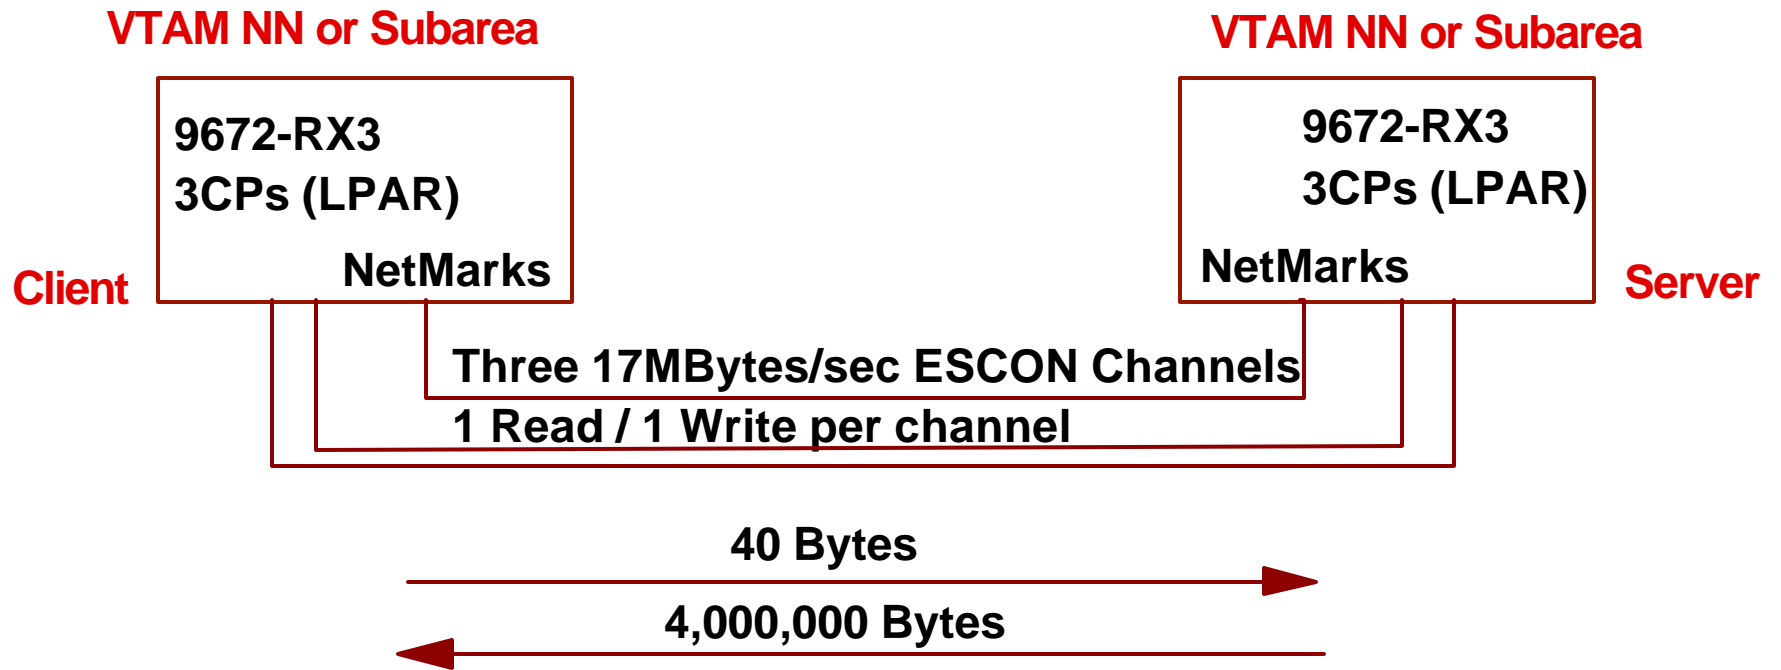 VTAM NN or Subarea
VTAM NN or Subarea
9672-RX3
3CPs (LPAR)
NetMarks
9672-RX3
3CPs (LPAR)
NetMarks
Client
Server
Three 17MBytes/sec ESCON Channels
1 Read / 1 Write per channel
40 Bytes
4,000,000 Bytes